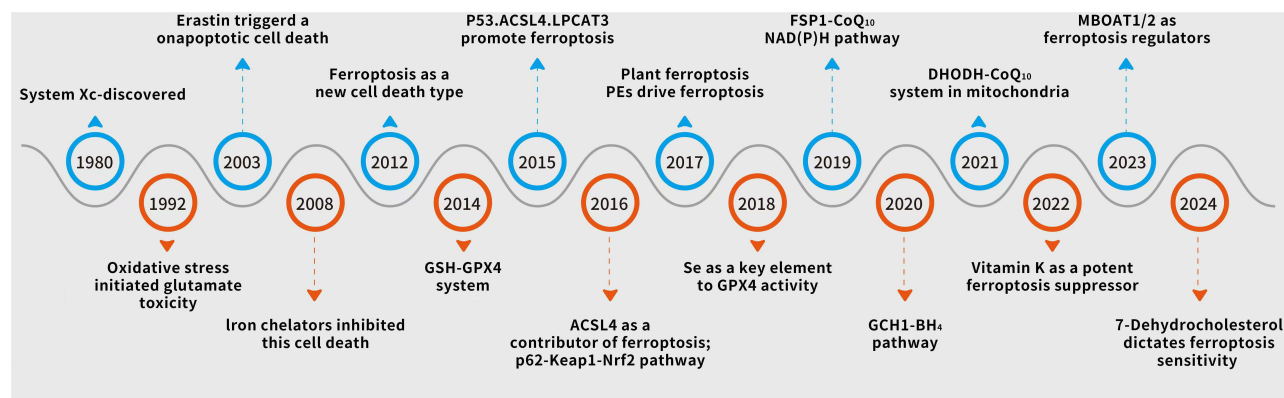 System Xc-discovered
1980
1992
Oxidative stress
initiated glutamate
toxicity
Erastin triggerd a
onapoptotic cell death
2003
2008
Iron chelators inhibited
this cell death
Ferroptosis as a
new cell death type
2012
2014
GSH-GPX4
system
P53.ACSL4.LPCAT3
promote ferroptosis
2015
2016
ACSL4 as a
contributor of ferroptosis;
p62-Keap1-Nrf2 pathway
Plant ferroptosis
PEs drive ferroptosis
2017
2018
Se as a key element
to GPX4 activity
FSP1-CoQ₁₀
NAD(P)H pathway
2019
2020
GCH1-BH₄
pathway
DHODH-CoQ₁₀
system in mitochondria
2021
2022
Vitamin K as a potent
ferroptosis suppressor
MBOAT1/2 as
ferroptosis regulators
2023
2024
7-Dehydrocholesterol
dictates ferroptosis
sensitivity